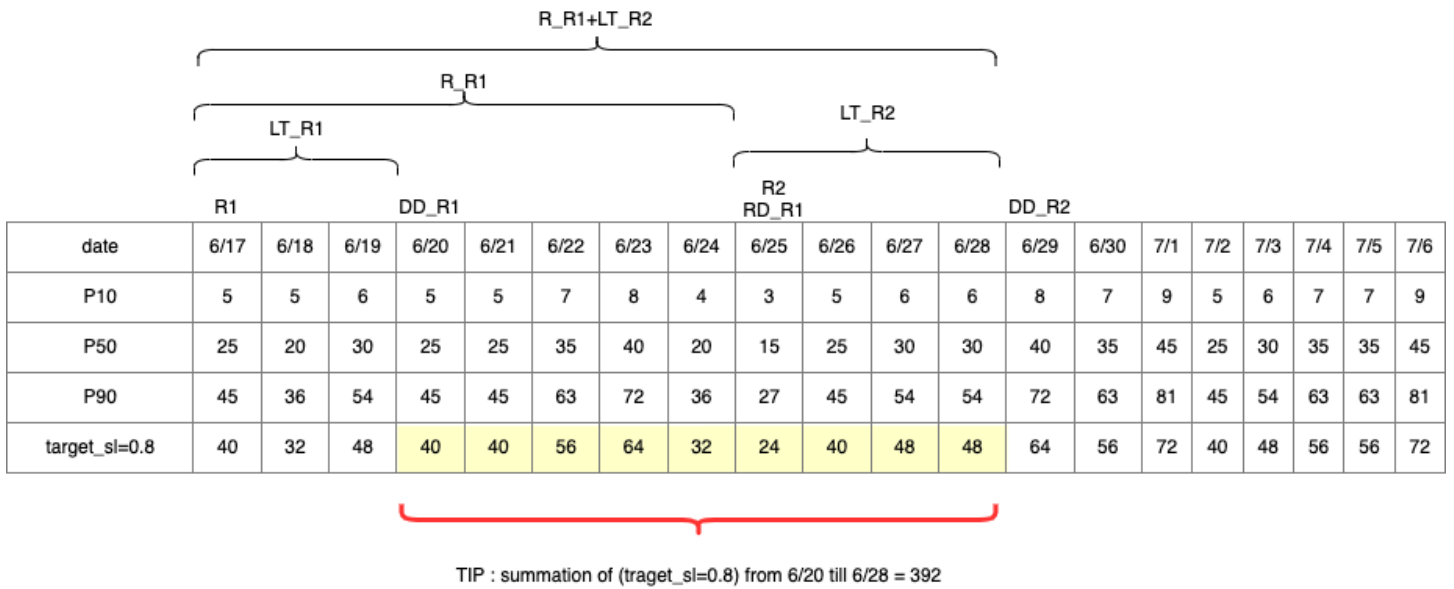 R_R1+LT_R2
R_R1
LT_R2
LT_R1
R1
DD_R1
R2
RD_R1
DD_R2
date 6/17 6/18 6/19 6/20 6/21 6/22 6/23 6/24 6/25 6/26 6/27 6/28 6/29 6/30 7/1 7/2 7/3 7/4 7/5 7/6
P10 5 5 6 5 5 7 8 4 3 5 6 6 8 7 9 5 6 7 7 9
P50 25 20 30 25 25 35 40 20 15 25 30 30 40 35 45 25 30 35 35 45
P90 45 36 54 45 45 63 72 36 27 45 54 54 72 63 81 45 54 63 63 81
target_sl=0.8 40 32 48 40 40 56 64 32 24 40 48 48 64 56 72 40 48 56 56 72
TIP : summation of (traget_sl=0.8) from 6/20 till 6/28 = 392